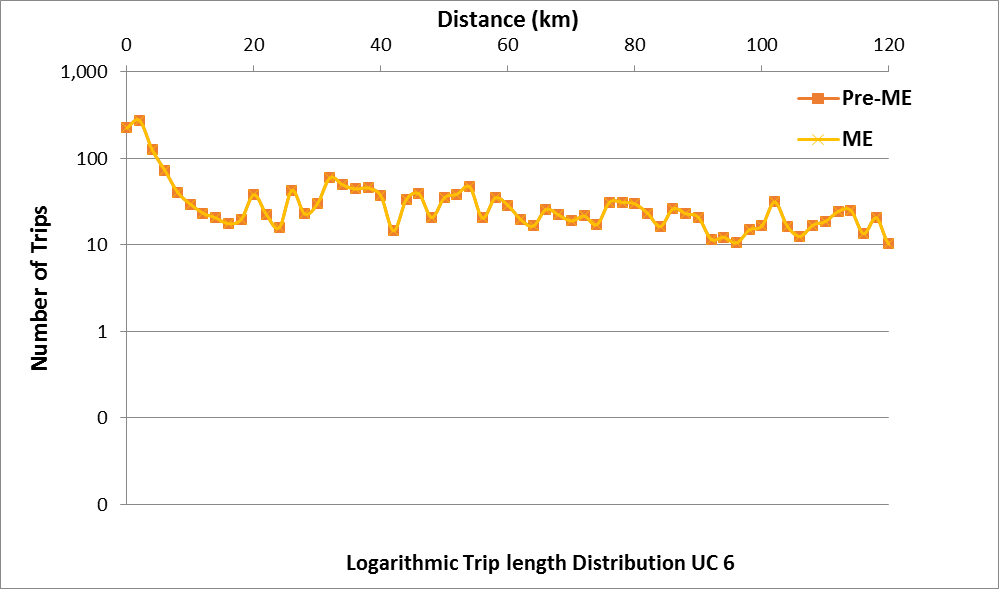 Distance (km)
0 20 40 60 80 100 120
1,000
100
10
1
0
0
Number of Trips
Pre-ME
ME
Logarithmic Trip length Distribution UC 6